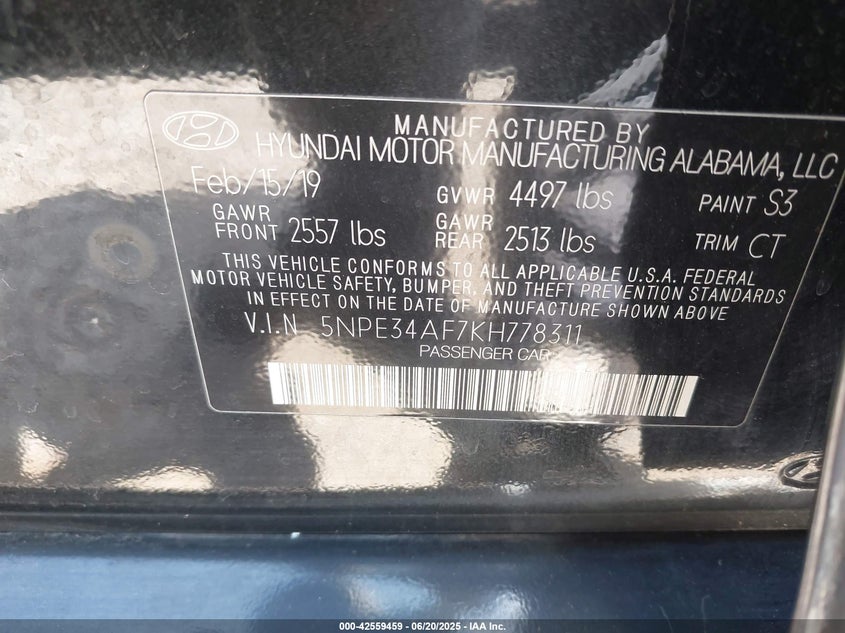 MANUFACTURED BY
HYUNDAI MOTOR MANUFACTURING ALABAMA, LLC
Feb/15/19 GVWR 4497 lbs PAINT S3
GAWR FRONT 2557 lbs GAWR REAR 2513 lbs TRIM CT
THIS VEHICLE CONFORMS TO ALL APPLICABLE U.S.A. FEDERAL
MOTOR VEHICLE SAFETY, BUMPER, AND THEFT PREVENTION STANDARDS
IN EFFECT ON THE DATE OF MANUFACTURE SHOWN ABOVE
V.I.N 5NPE34AF7KH778311
PASSENGER CAR
000-42559459 - 06/20/2025 - IAA Inc.